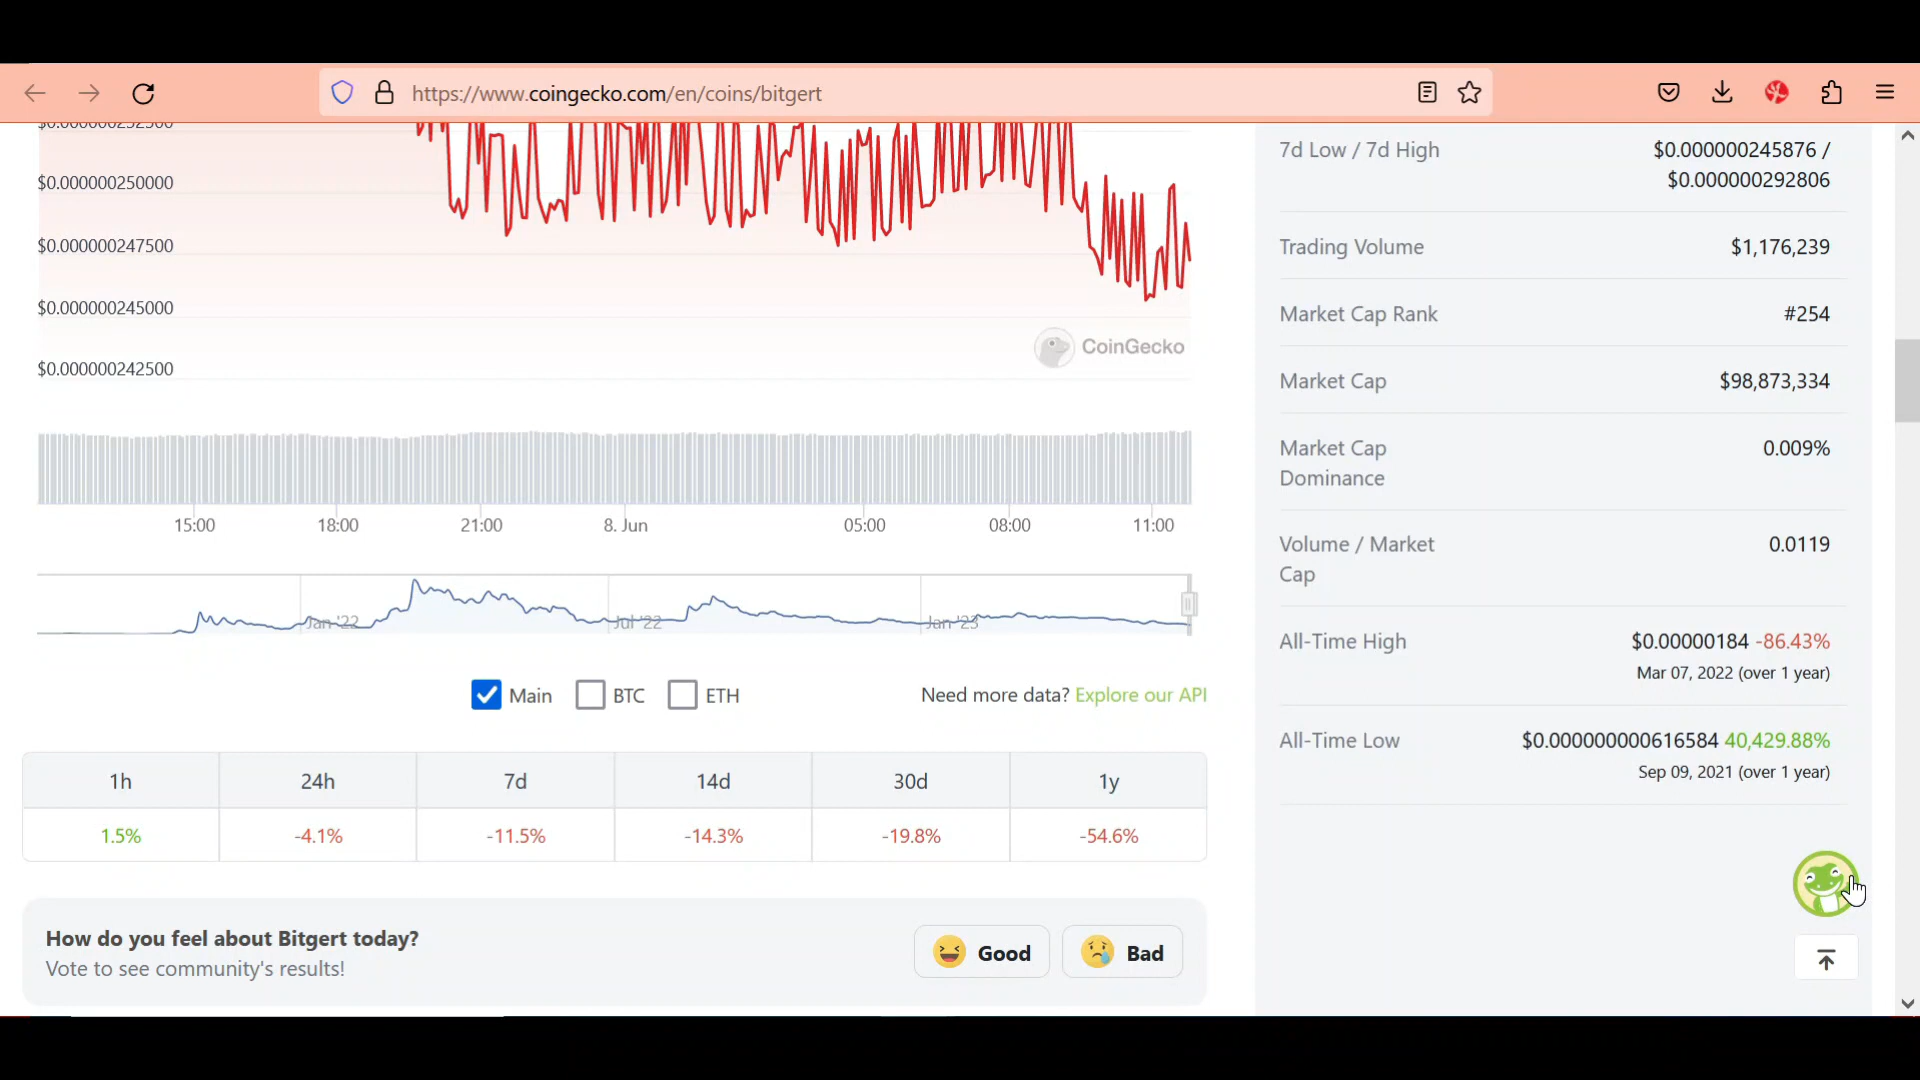 https://www.coingecko.com/en/coins/bitgert
$0.000000252500
$0.000000250000
$0.000000247500
$0.000000245000
$0.000000242500
CoinGecko
15:00 18:00 21:00 8. Jun 05:00 08:00 11:00
Jan '22 Jul '22 Jan '23
Main BTC ETH Need more data? Explore our API
1h 24h 7d 14d 30d 1y
1.5% -4.1% -11.5% -14.3% -19.8% -54.6%
How do you feel about Bitgert today?
Vote to see community's results!
Good Bad
7d Low / 7d High $0.000000245876 /
$0.000000292806
Trading Volume $1,176,239
Market Cap Rank #254
Market Cap $98,873,334
Market Cap 0.009%
Dominance
Volume / Market 0.0119
Cap
All-Time High $0.00000184 -86.43%
Mar 07, 2022 (over 1 year)
All-Time Low $0.000000000616584 40,429.88%
Sep 09, 2021 (over 1 year)